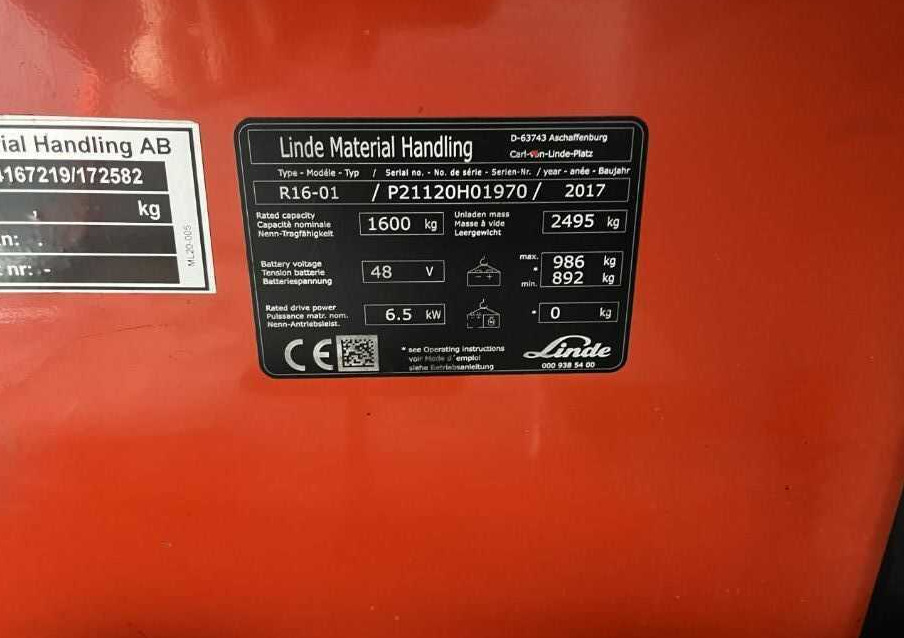 ial Handling AB
4167219/172582
kg
n: .
nr: -
ML20-005
Linde Material Handling
D-63743 Aschaffenburg
Carl-von-Linde-Platz
Type - Modèle - Typ / Serial no. - No. de série - Serien-Nr. / year - anée - Baujahr
R16-01 / P21120H01970 / 2017
Rated capacity
Capacité nominale
Nenn-Tragfähigkeit
1600 kg
Unladen mass
Masse à vide
Leergewicht
2495 kg
Battery voltage
Tension batterie
Batteriespannung
48 V
max. 986 kg
*
min. 892 kg
Rated drive power
Puissance motr. nom.
Nenn-Antriebsleist.
6.5 kW
* 0 kg
CE
* see Operating instructions
voir Mode d'emploi
siehe Betriebsanleitung
Linde
000 938 54 00